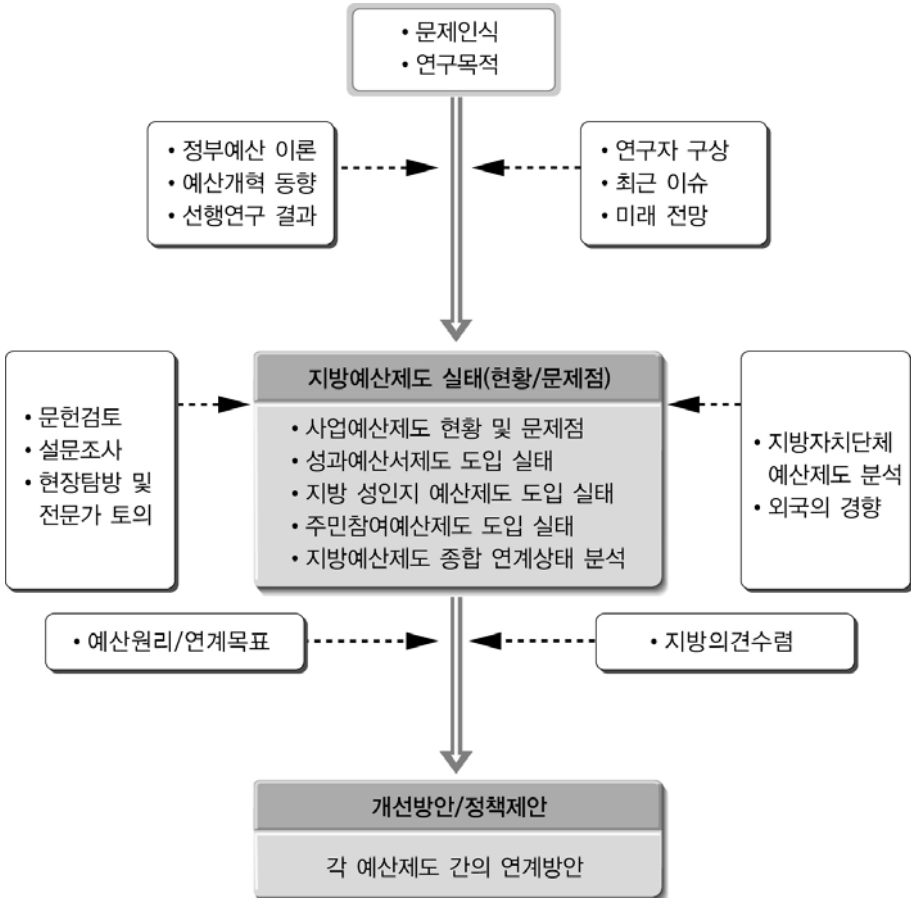 • 문제인식
• 연구목적
• 정부예산 이론
• 예산개혁 동향
• 선행연구 결과
• 연구자 구상
• 최근 이슈
• 미래 전망
• 문헌검토
• 설문조사
• 현장탐방 및
전문가 토의
지방예산제도 실태(현황/문제점)
• 사업예산제도 현황 및 문제점
• 성과예산서제도 도입 실태
• 지방 성인지 예산제도 도입 실태
• 주민참여예산제도 도입 실태
• 지방예산제도 종합 연계상태 분석
• 지방자치단체
예산제도 분석
• 외국의 경향
• 예산원리/연계목표
• 지방의견수렴
개선방안/정책제안
각 예산제도 간의 연계방안